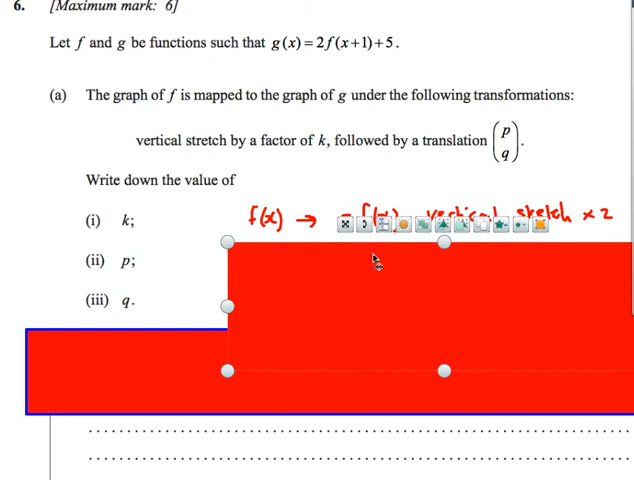 6. [Maximum mark: 6]
Let f and g be functions such that g(x) = 2f(x+1)+5.
(a) The graph of f is mapped to the graph of g under the following transformations:
vertical stretch by a factor of k, followed by a translation (p
q).
Write down the value of
(i) k; f(x) → f(x) vertical stretch ×2
(ii) p;
(iii) q.